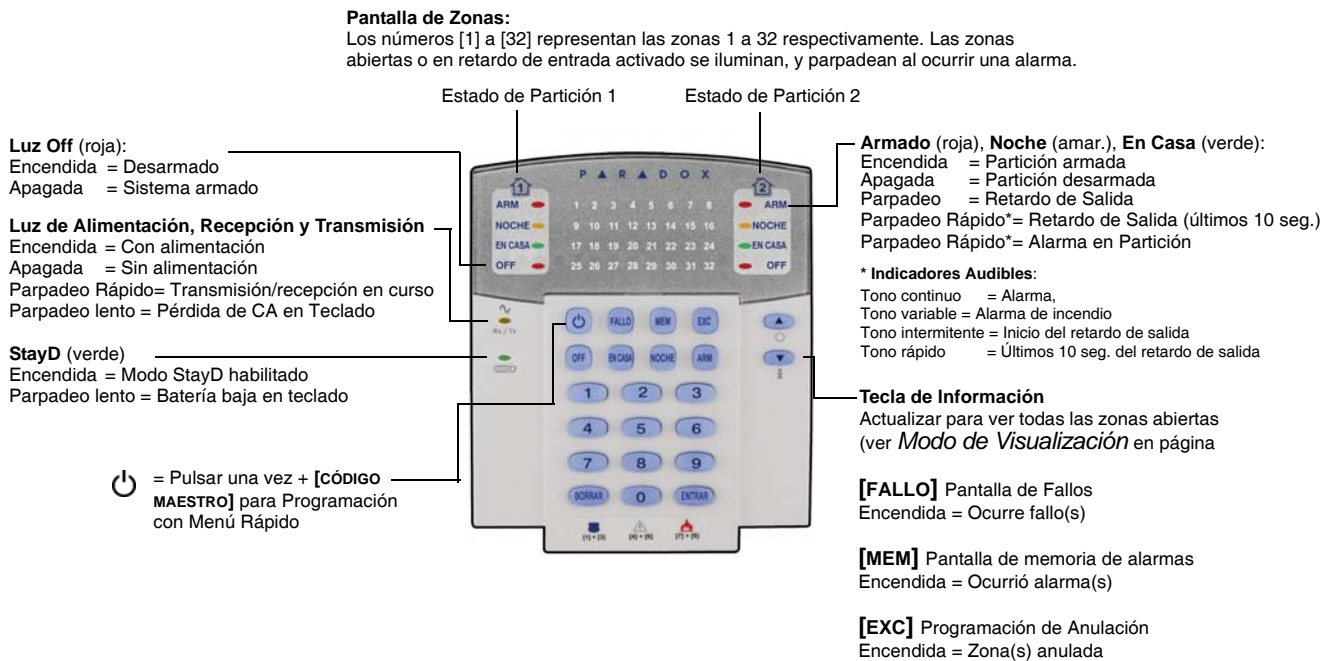 Pantalla de Zonas:
Los números [1] a [32] representan las zonas 1 a 32 respectivamente. Las zonas
abiertas o en retardo de entrada activado se iluminan, y parpadean al ocurrir una alarma.
Estado de Partición 1
Estado de Partición 2
Luz Off (roja):
Encendida = Desarmado
Apagada = Sistema armado
Luz de Alimentación, Recepción y Transmisión
Encendida = Con alimentación
Apagada = Sin alimentación
Parpadeo Rápido= Transmisión/recepción en curso
Parpadeo lento = Pérdida de CA en Teclado
StayD (verde)
Encendida = Modo StayD habilitado
Parpadeo lento = Batería baja en teclado
= Pulsar una vez + [CÓDIGO
MAESTRO] para Programación
con Menú Rápido
PARADOX
1
ARM
NOCHE
EN CASA
OFF
1 2 3 4 5 6 7 8
9 10 11 12 13 14 15 16
17 18 19 20 21 22 23 24
25 26 27 28 29 30 31 32
2
ARM
NOCHE
EN CASA
OFF
Rx / Tx
FALLO MEM EXC
OFF EN CASA NOCHE ARM
1 2 3
4 5 6
7 8 9
BORRAR 0 ENTRAR
[1] + [3] [4] + [6] [7] + [9]
Armado (roja), Noche (amar.), En Casa (verde):
Encendida = Partición armada
Apagada = Partición desarmada
Parpadeo = Retardo de Salida
Parpadeo Rápido*= Retardo de Salida (últimos 10 seg.)
Parpadeo Rápido*= Alarma en Partición
* Indicadores Audibles:
Tono continuo = Alarma,
Tono variable = Alarma de incendio
Tono intermitente = Inicio del retardo de salida
Tono rápido = Últimos 10 seg. del retardo de salida
Tecla de Información
Actualizar para ver todas las zonas abiertas
(ver Modo de Visualización en página
[FALLO] Pantalla de Fallos
Encendida = Ocurre fallo(s)
[MEM] Pantalla de memoria de alarmas
Encendida = Ocurrió alarma(s)
[EXC] Programación de Anulación
Encendida = Zona(s) anulada